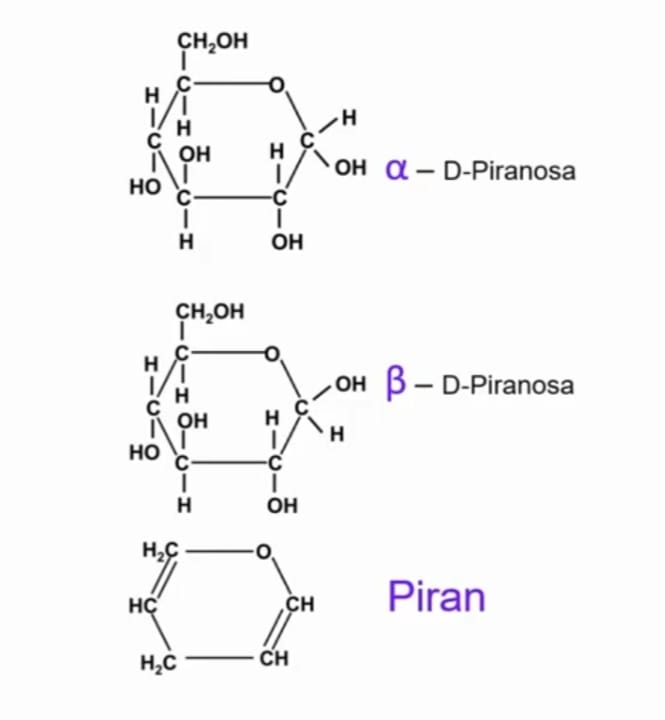 CH₂OH
C O
H H
H C
C OH H OH α – D-Piranosa
HO C C
H OH
CH₂OH
C O
H OH β – D-Piranosa
H C
C OH H H
HO C C
H OH
H₂C O
HC CH Piran
H₂C CH